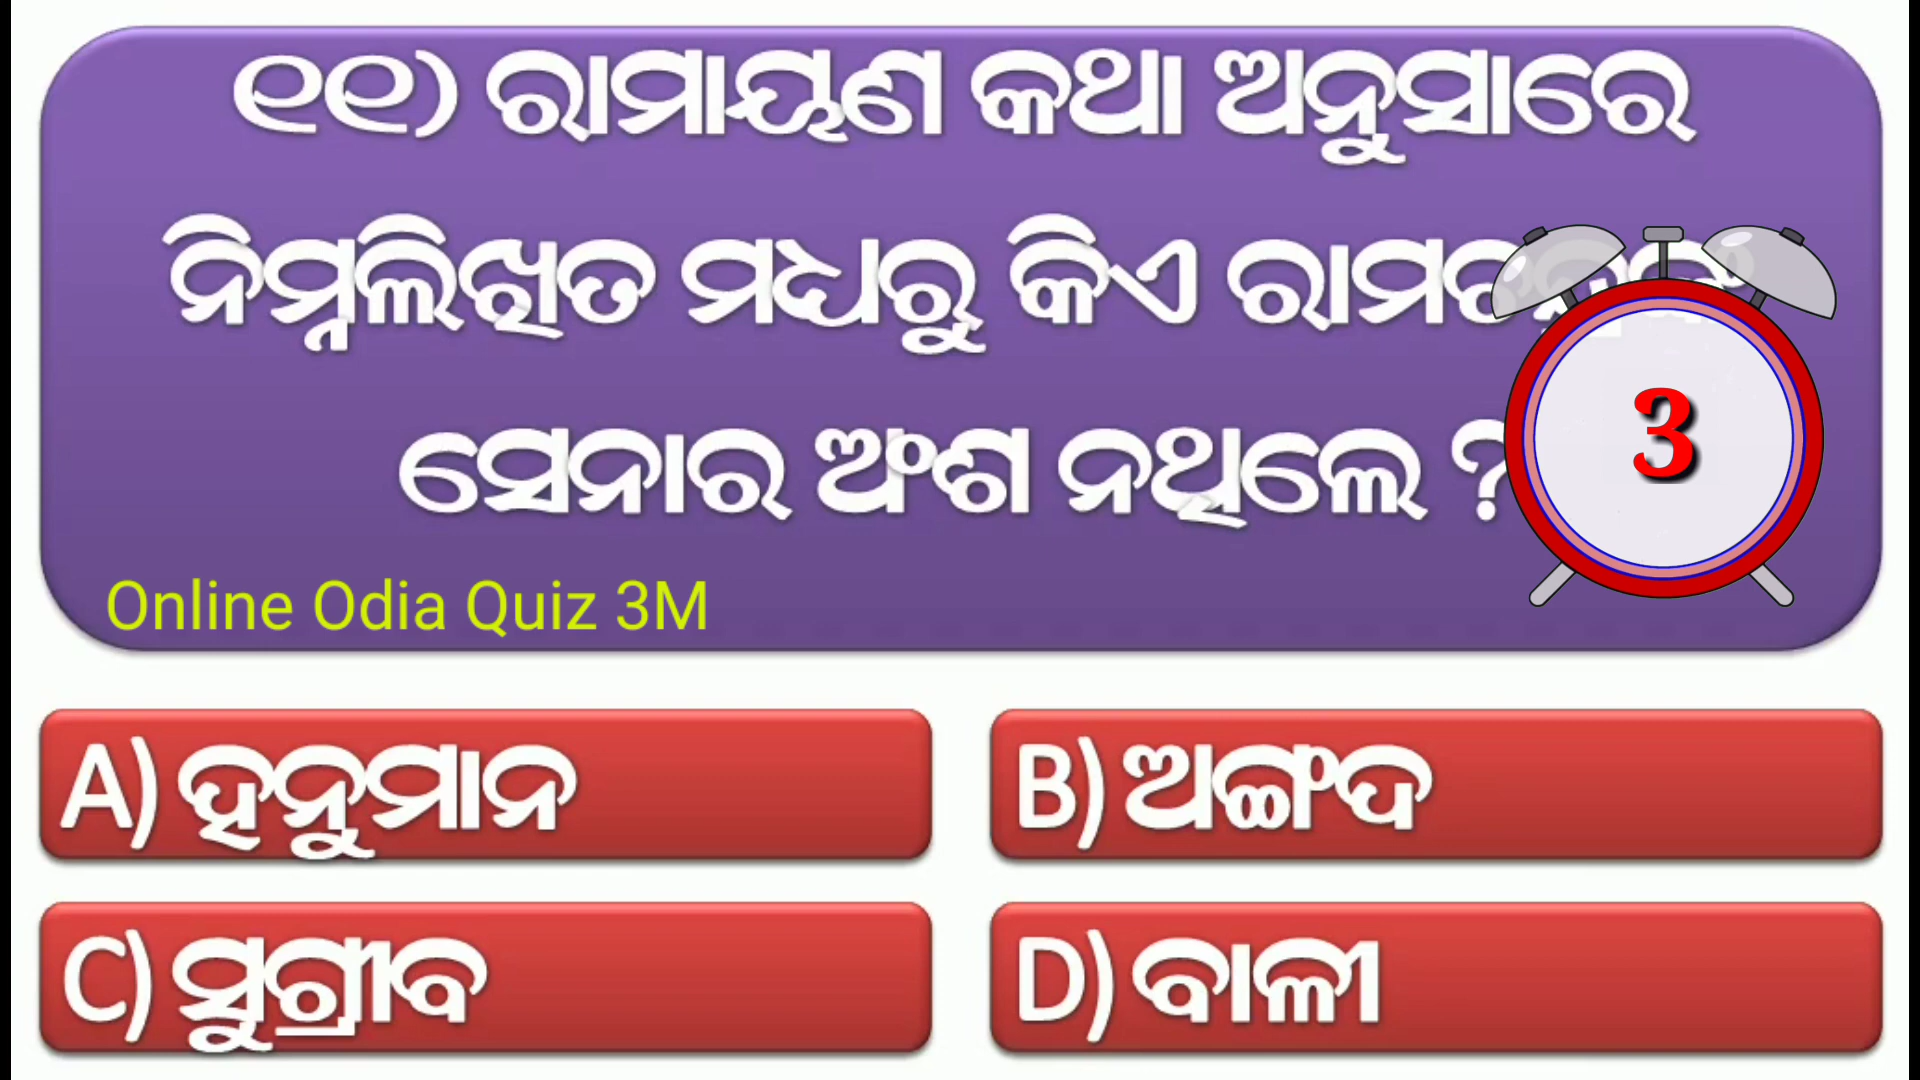 ୧୧) ରାମାୟଣ କଥା ଅନୁସାରେ
ନିମ୍ନଲିଖିତ ମଧ୍ୟରୁ କିଏ
ସେନାର ଅଂଶ ନଥିଲେ ?
3
Online Odia Quiz 3M
A) ହନୁମାନ
B) ଅଙ୍ଗଦ
C) ସୁଗ୍ରୀବ
D) ବାଳୀ